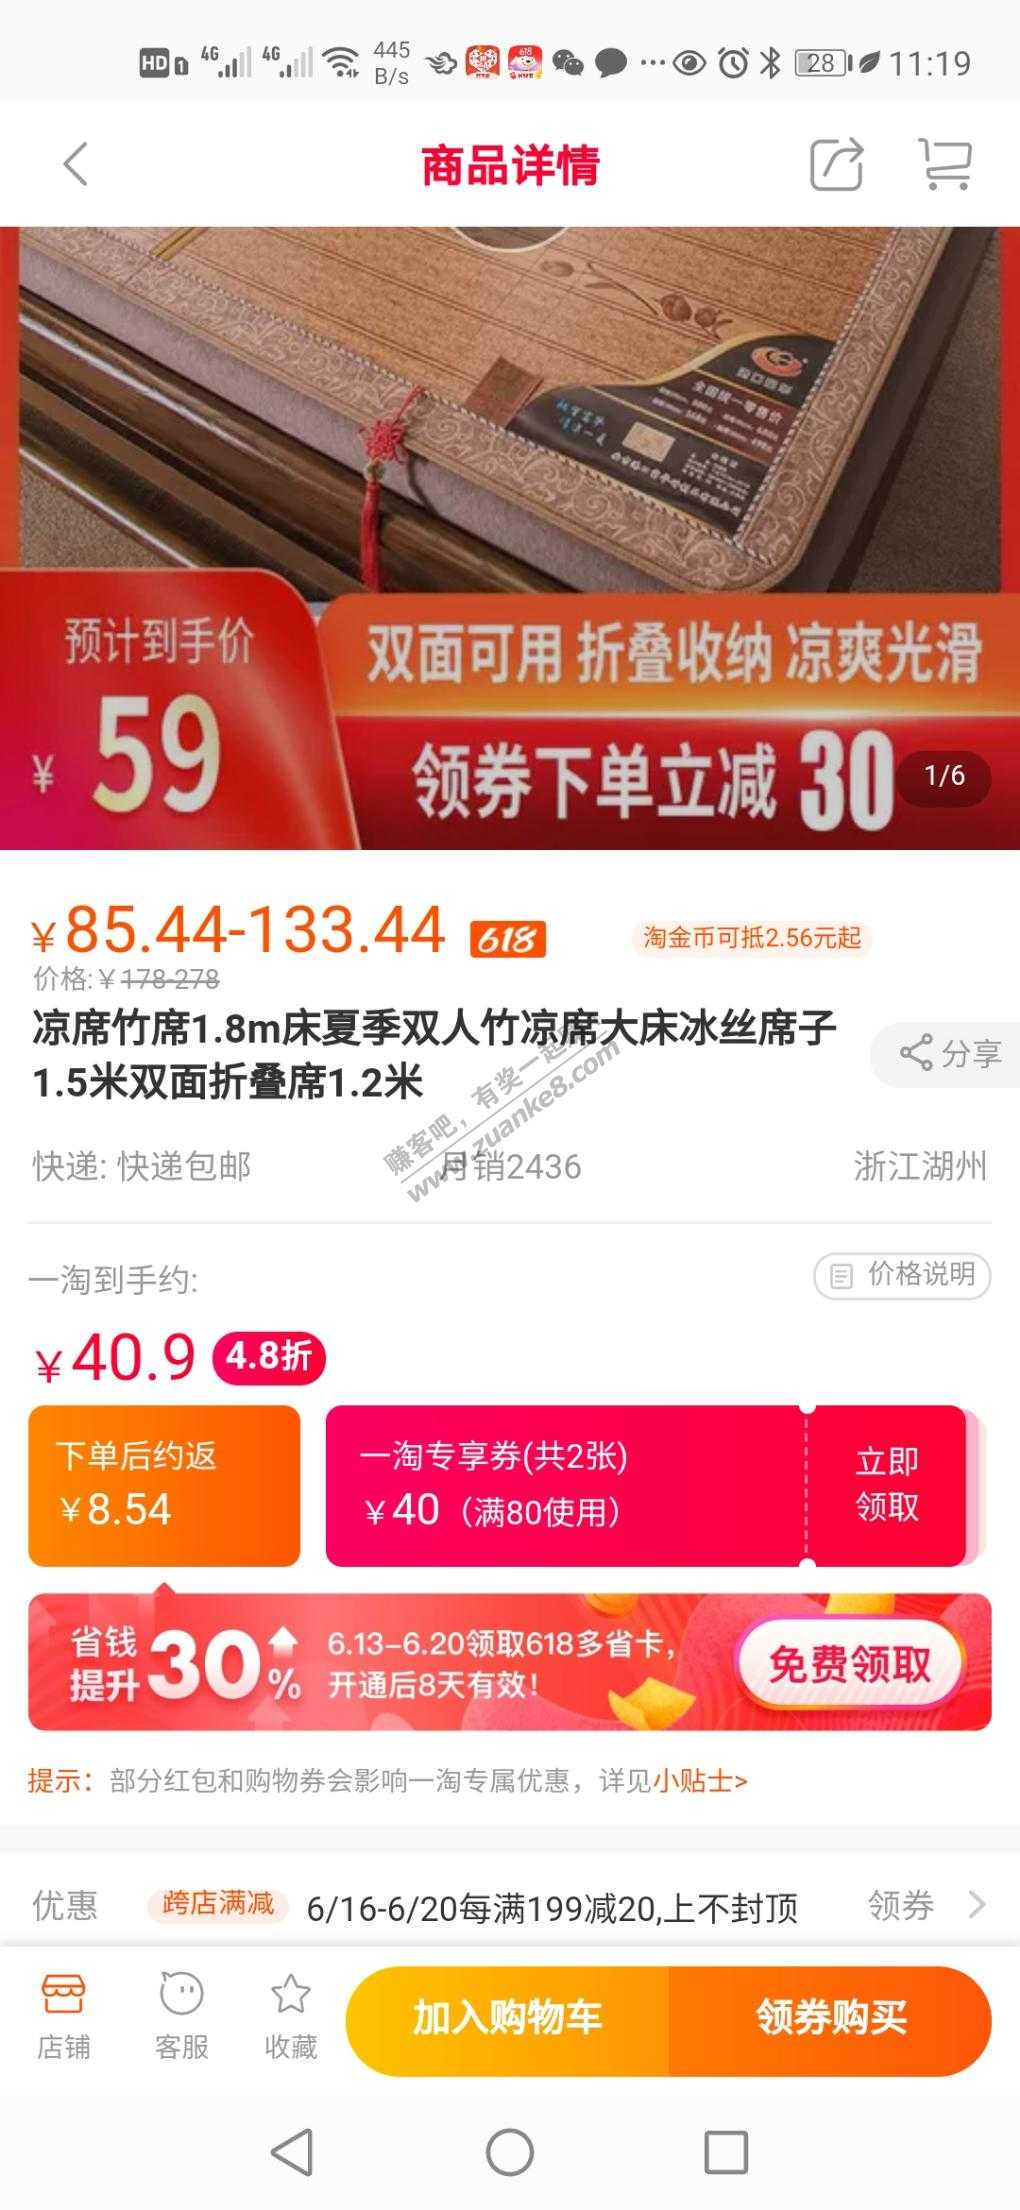 HD 1 4G 4G 445 B/s 28 11:19
商品详情
全国统一零售价
预计到手价
¥ 59
双面可用 折叠收纳 凉爽光滑
领券下单立减 30
1/6
¥85.44-133.44 618 淘金币可抵2.56元起
价格:¥178-278
凉席竹席1.8m床夏季双人竹凉席大床冰丝席子
1.5米双面折叠席1.2米
分享
赚客吧，有奖一起赚！
www.zuanke8.com
快递: 快递包邮 月销2436 浙江湖州
一淘到手约: 价格说明
¥40.9 4.8折
下单后约返
¥8.54
一淘专享券(共2张)
¥40（满80使用）
立即
领取
省钱
提升 30%
6.13-6.20领取618多省卡，
开通后8天有效！
免费领取
提示：部分红包和购物券会影响一淘专属优惠，详见小贴士>
优惠 跨店满减 6/16-6/20每满199减20,上不封顶 领券
店铺 客服 收藏 加入购物车 领券购买